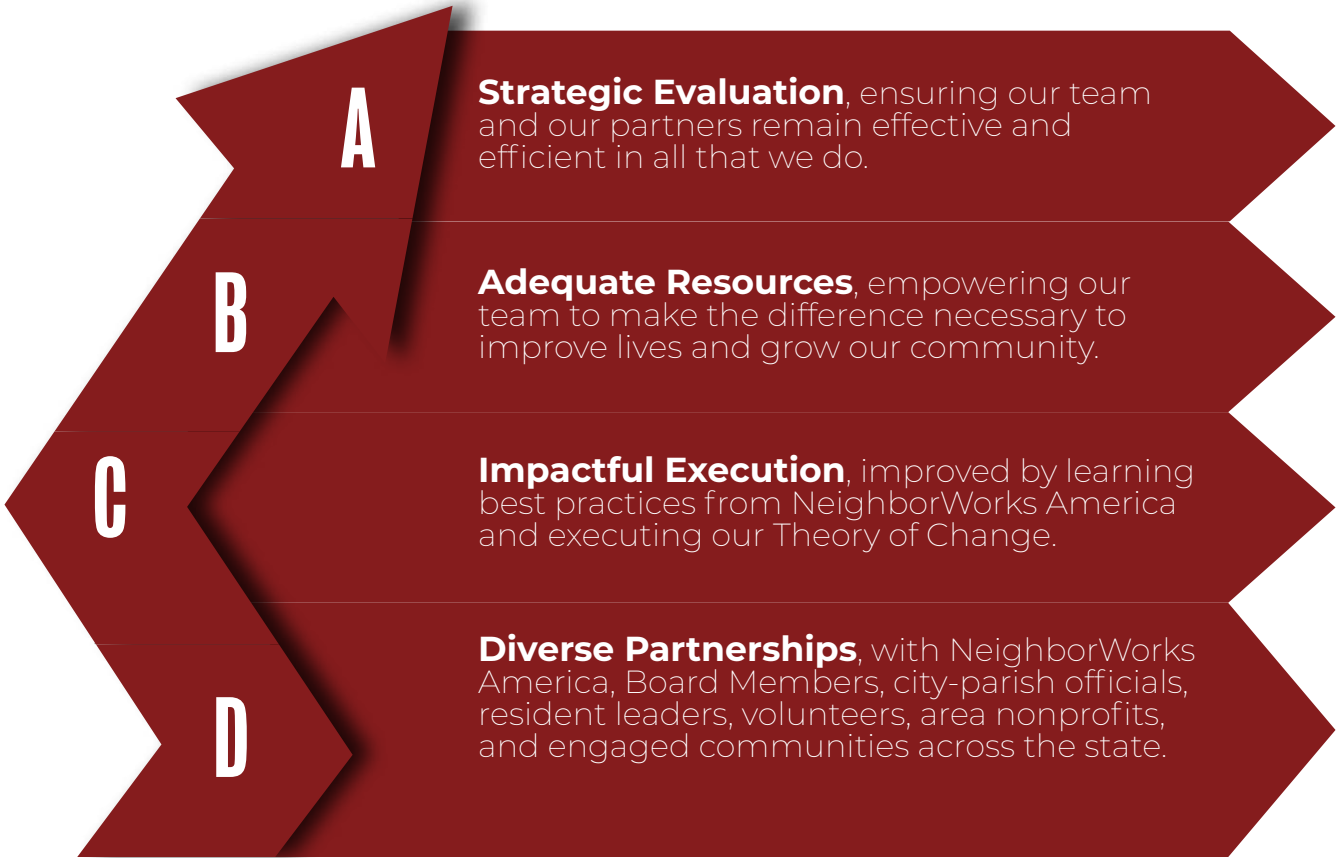 A
Strategic Evaluation, ensuring our team
and our partners remain effective and
efficient in all that we do.
B
Adequate Resources, empowering our
team to make the difference necessary to
improve lives and grow our community.
C
Impactful Execution, improved by learning
best practices from NeighborWorks America
and executing our Theory of Change.
D
Diverse Partnerships, with NeighborWorks
America, Board Members, city-parish officials,
resident leaders, volunteers, area nonprofits,
and engaged communities across the state.